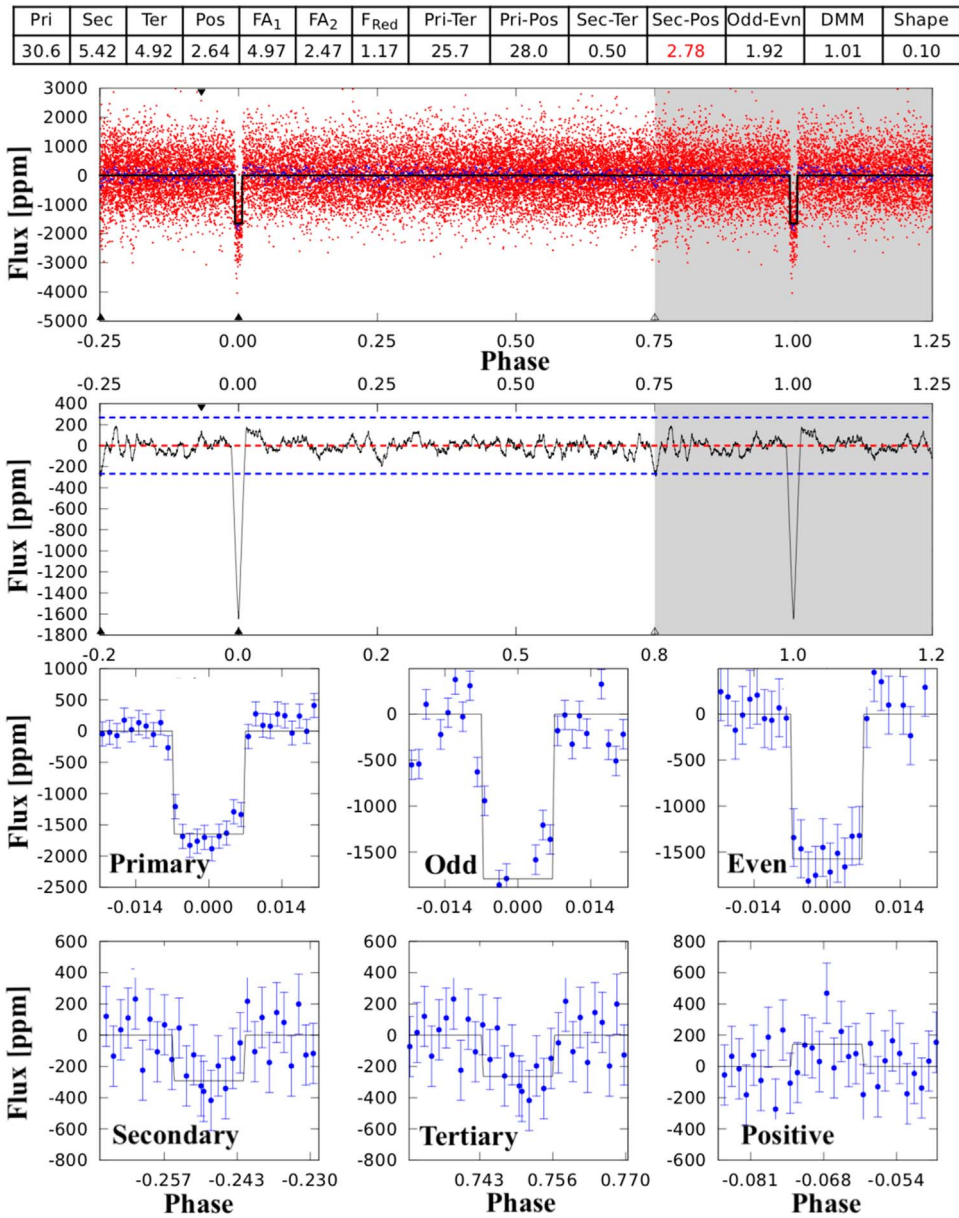 Pri Sec Ter Pos FA1 FA2 FRed Pri-Ter Pri-Pos Sec-Ter Sec-Pos Odd-Evn DMM Shape
30.6 5.42 4.92 2.64 4.97 2.47 1.17 25.7 28.0 0.50 2.78 1.92 1.01 0.10
Flux [ppm]
3000
2000
1000
0
-1000
-2000
-3000
-4000
-5000
-0.25 0.00 0.25 0.50 0.75 1.00 1.25
Phase
-0.25 0.00 0.25 0.50 0.75 1.00 1.25
Flux [ppm]
400
200
0
-200
-400
-600
-800
-1000
-1200
-1400
-1600
-1800
-0.2 0.0 0.2 0.5 0.8 1.0 1.2
Flux [ppm]
1000
500
0
-500
-1000
-1500
-2000
-2500
Primary
-0.014 0.000 0.014
0
-500
-1000
-1500
Odd
-0.014 0.000 0.014
0
-500
-1000
-1500
Even
-0.014 0.000 0.014
Flux [ppm]
600
400
200
0
-200
-400
-600
-800
Secondary
-0.257 -0.243 -0.230
Phase
600
400
200
0
-200
-400
-600
-800
Tertiary
0.743 0.756 0.770
Phase
800
600
400
200
0
-200
-400
-600
Positive
-0.081 -0.068 -0.054
Phase